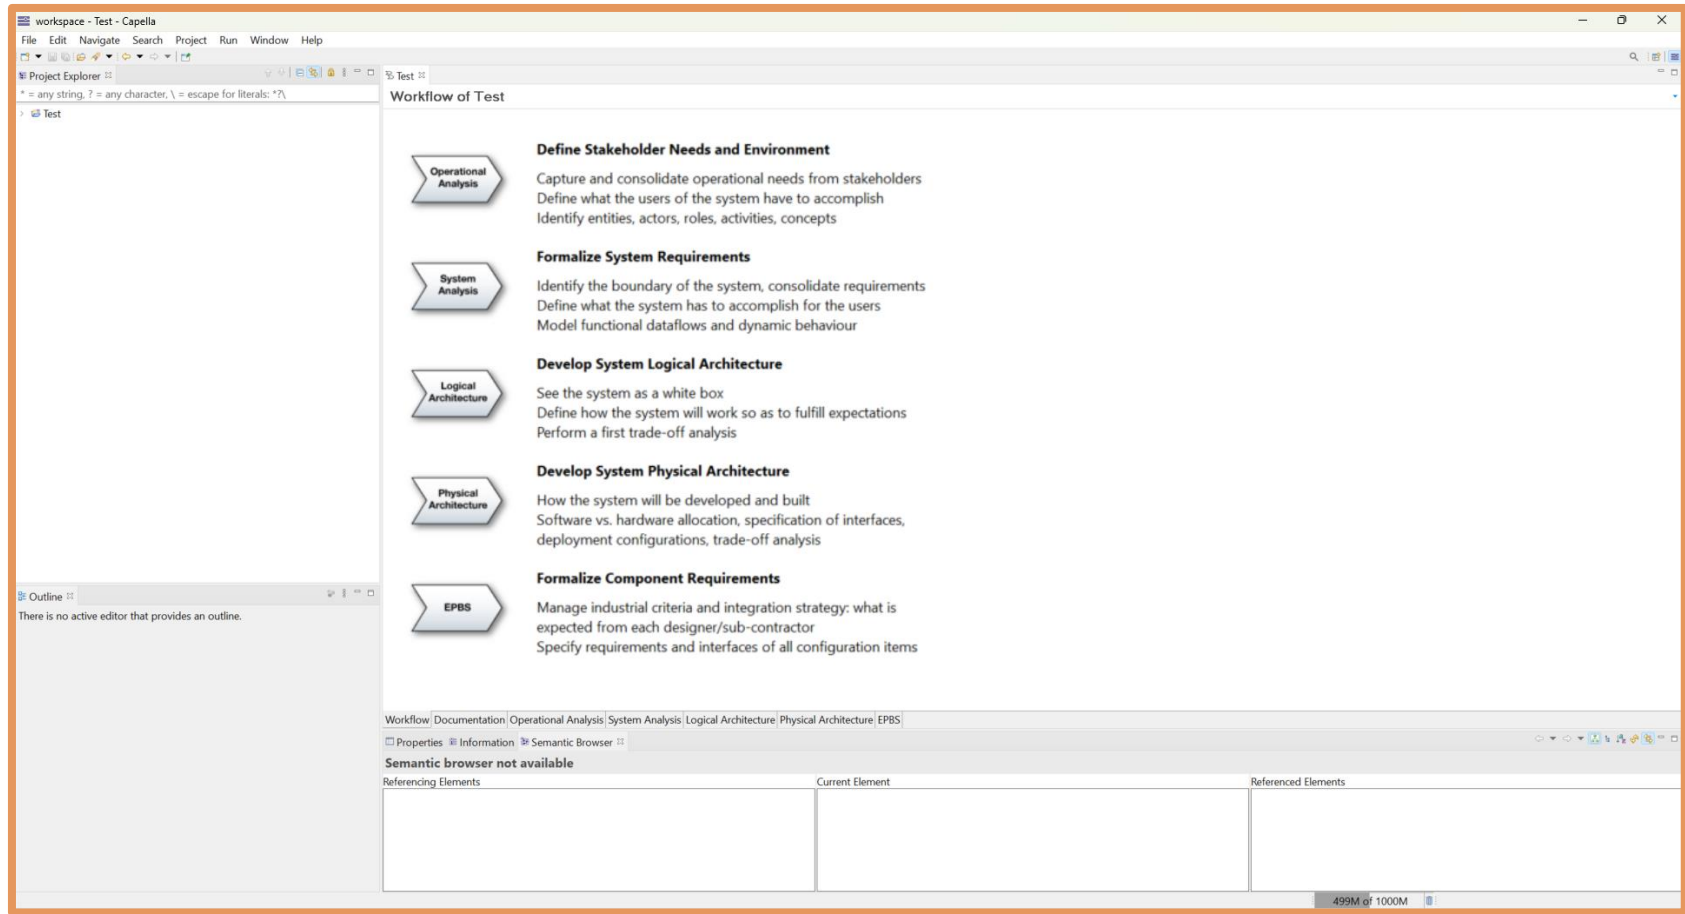 workspace - Test - Capella
File Edit Navigate Search Project Run Window Help
Project Explorer
* = any string, ? = any character, \ = escape for literals: *?\
Test
Outline
There is no active editor that provides an outline.
Test
Workflow of Test
Operational
Analysis
Define Stakeholder Needs and Environment
Capture and consolidate operational needs from stakeholders
Define what the users of the system have to accomplish
Identify entities, actors, roles, activities, concepts
System
Analysis
Formalize System Requirements
Identify the boundary of the system, consolidate requirements
Define what the system has to accomplish for the users
Model functional dataflows and dynamic behaviour
Logical
Architecture
Develop System Logical Architecture
See the system as a white box
Define how the system will work so as to fulfill expectations
Perform a first trade-off analysis
Physical
Architecture
Develop System Physical Architecture
How the system will be developed and built
Software vs. hardware allocation, specification of interfaces,
deployment configurations, trade-off analysis
EPBS
Formalize Component Requirements
Manage industrial criteria and integration strategy: what is
expected from each designer/sub-contractor
Specify requirements and interfaces of all configuration items
Workflow Documentation Operational Analysis System Analysis Logical Architecture Physical Architecture EPBS
Properties Information Semantic Browser
Semantic browser not available
Referencing Elements Current Element Referenced Elements
499M of 1000M